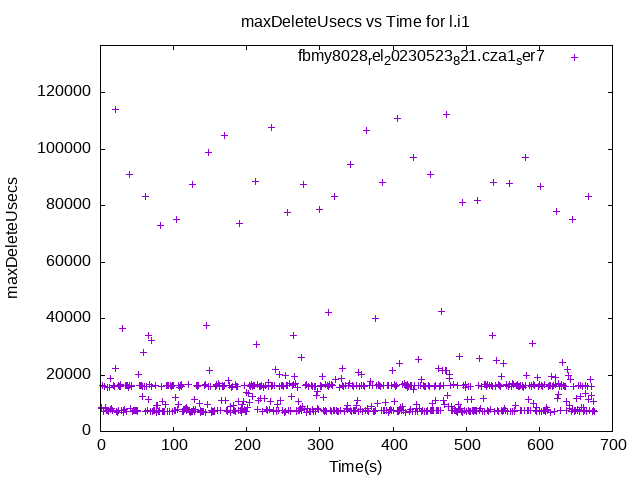 maxDeleteUsecs vs Time for l.i1
fbmy8028rel20230523821.cza1ser7
120000
100000
80000
60000
40000
20000
0
maxDeleteUsecs
0 100 200 300 400 500 600 700
Time(s)